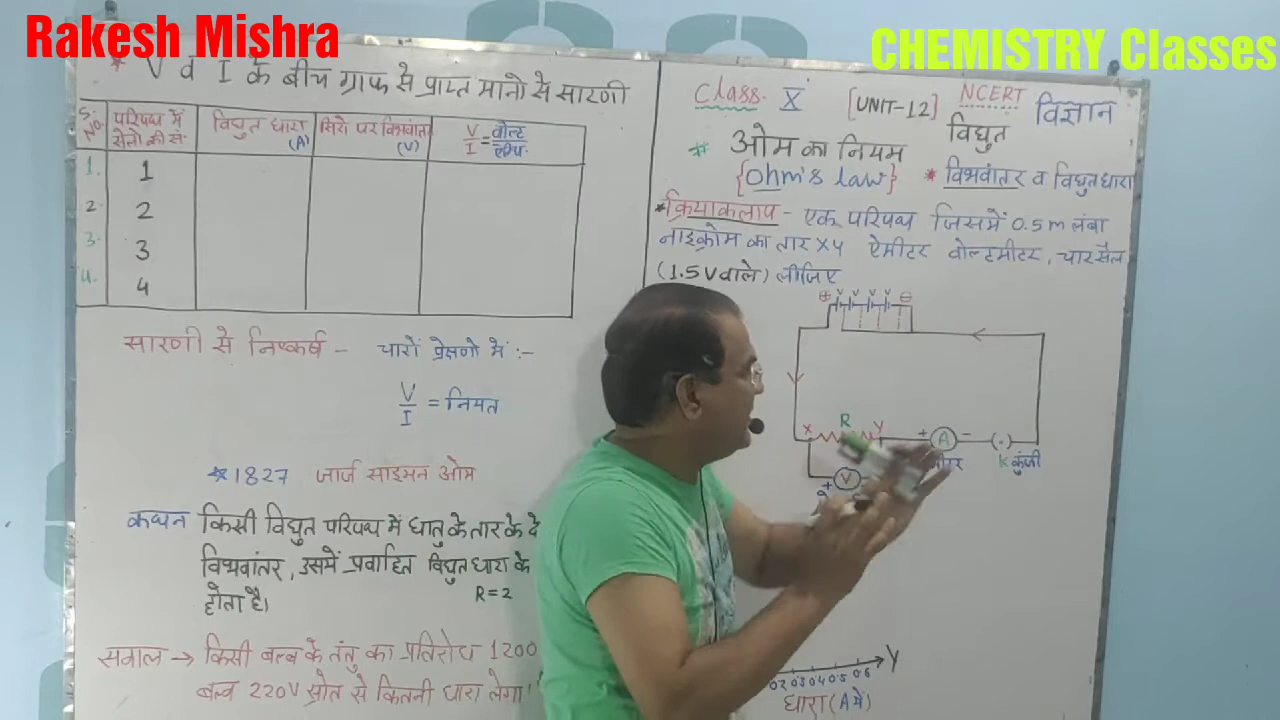 Rakesh Mishra
CHEMISTRY Classes
* V व I के बीच ग्राफ से प्राप्त मानो से सारणी
S. No. परिपथ में सेलो की सं. विद्युत धारा (A) सिरो पर विभवांतर (V) V/I = वोल्ट/एम्पि.
1. 1
2. 2
3. 3
4. 4
सारणी से निष्कर्ष - चारों प्रेक्षणो में :-
V/I = नियत
* 1827 जार्ज साइमन ओम
कथन किसी विद्युत परिपथ में धातु के तार के दो
विभवांतर, उसमें प्रवाहित विद्युत धारा के
होता है।
R=2
सवाल → किसी बल्ब के तंतु का प्रतिरोध 1200
बल्ब 220V स्रोत से कितनी धारा लेगा।
Class. X [UNIT-12] NCERT विज्ञान
विद्युत
* ओम का नियम
{Ohm's law} * विभवांतर व विद्युत धारा
* क्रियाकलाप - एक परिपथ जिसमें 0.5m लंबा
नाइक्रोम का तार XY ऐमीटर वोल्टमीटर, चार सैल
(1.5V वाले) लीजिए
+ -
R
X Y + A -
K कुंजी
+ V -
Y
0.2 0.3 0.4 0.5 0.6
धारा (A में)